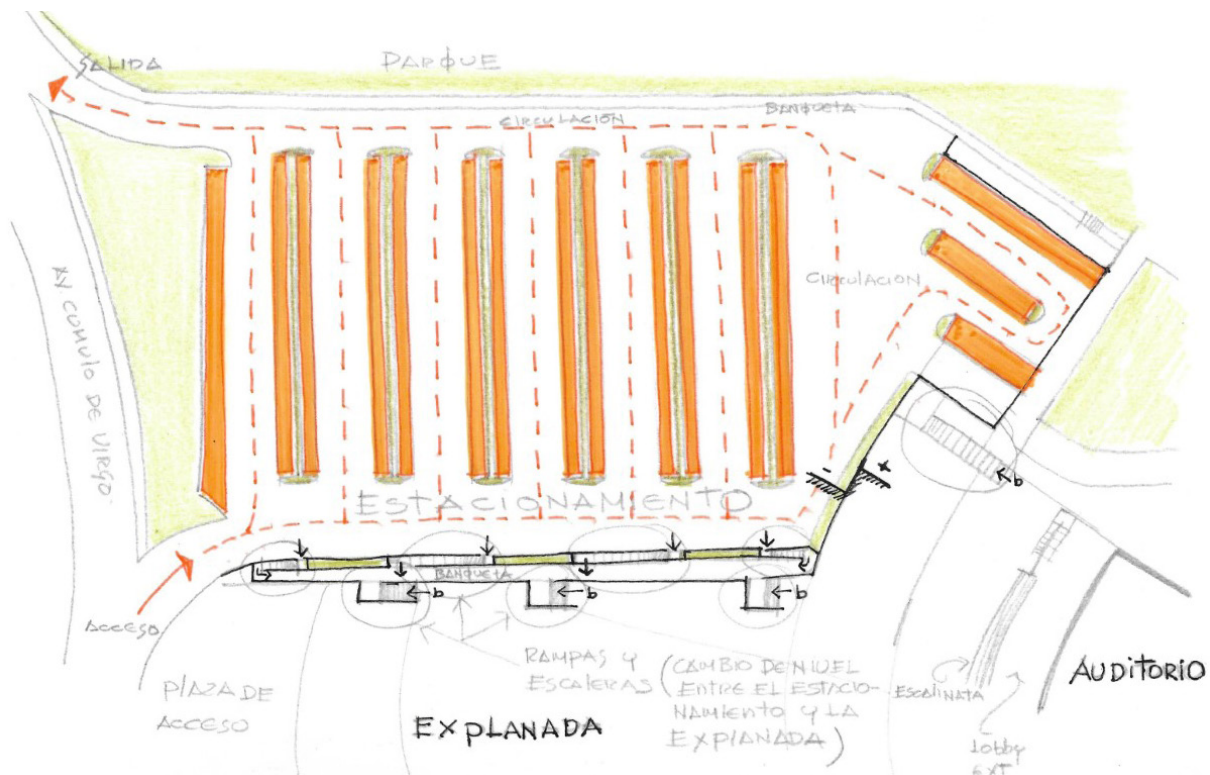 SALIDA
PARQUE
BANQUETA
CIRCULACIÓN
CIRCULACION
AV CUMULO DE VIRGO
ESTACIONAMIENTO
BANQUETA
b
b
b
b
ACCESO
PLAZA DE
ACCESO
RAMPAS Y
ESCALERAS
(CAMBIO DE NIVEL
ENTRE EL ESTACIO-
NAMIENTO Y LA
EXPLANADA)
EXPLANADA
ESCALINATA
AUDITORIO
lobby
EXT
- +